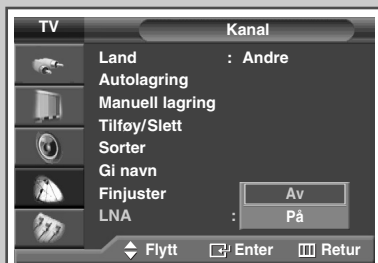 TV Kanal
Land : Andre
Autolagring
Manuell lagring
Tilføy/Slett
Sorter
Gi navn
Finjuster Av
LNA : På
Flytt Enter Retur